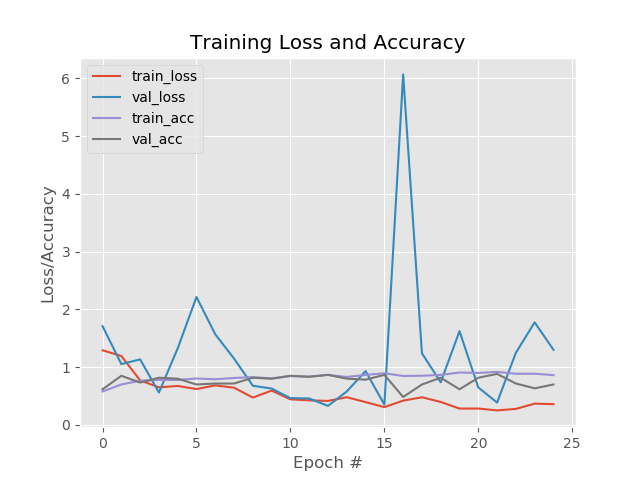 Training Loss and Accuracy
train_loss
val_loss
train_acc
val_acc
6
5
4
3
2
1
0
Loss/Accuracy
0 5 10 15 20 25
Epoch #